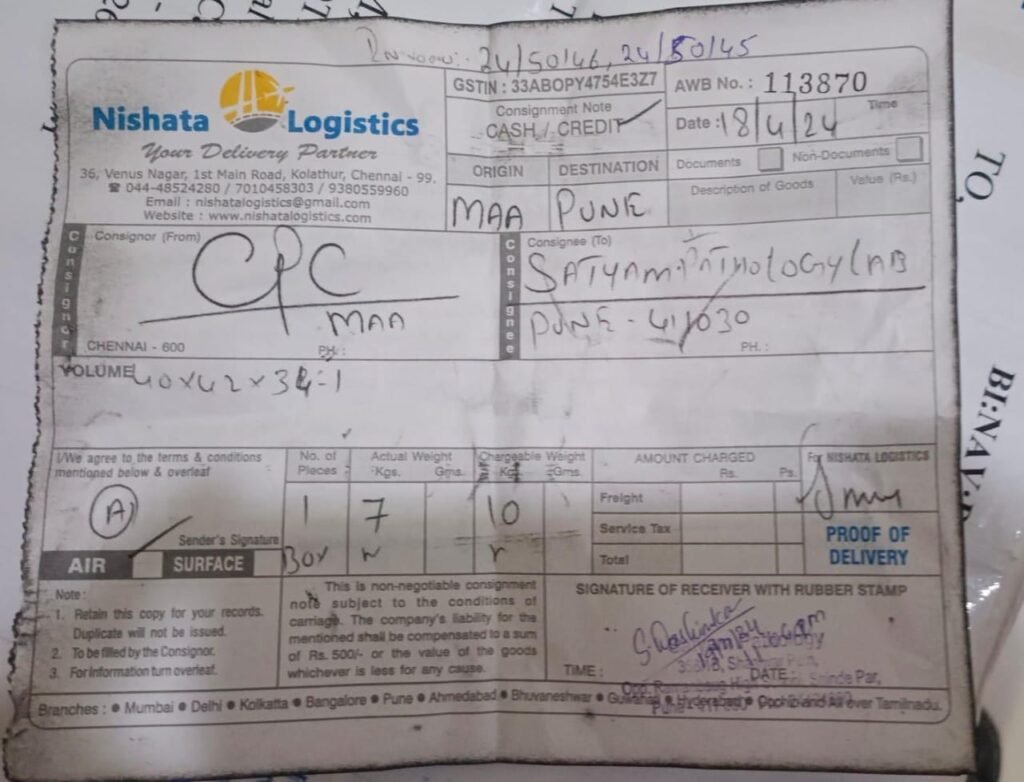 24/50/46, 24/50/45
Nishata Logistics
Your Delivery Partner
36, Venus Nagar, 1st Main Road, Kolathur, Chennai - 99.
☎ 044-48524280 / 7010458303 / 9380559960
Email : nishatalogistics@gmail.com
Website : www.nishatalogistics.com
GSTIN : 33ABOPY4754E3Z7
Consignment Note
CASH / CREDIT
AWB No. : 113870
Date : 18/4/24 Time
ORIGIN DESTINATION
MAA PUNE
Documents Non-Documents
Description of Goods Value (Rs.)
Consignor
Consignor (From)
CPC
MAA
CHENNAI - 600 PH. :
Consignee
Consignee (To)
SATYAM PATHOLOGY LAB
PUNE - 411030
PH. :
VOLUME 40x42x34=1
I/We agree to the terms & conditions
mentioned below & overleaf
A
Sender's Signature
AIR SURFACE
No. of Pieces
1
Box
Actual Weight
Kgs. Gms.
7
Chargeable Weight
Kgs. Gms.
10
AMOUNT CHARGED
Rs. Ps.
Freight
Service Tax
Total
For NISHATA LOGISTICS
PROOF OF
DELIVERY
Note :
1. Retain this copy for your records.
Duplicate will not be issued.
2. To be filled by the Consignor.
3. For information turn overleaf.
This is non-negotiable consignment
note subject to the conditions of
carriage. The company's liability for the
mentioned shall be compensated to a sum
of Rs. 500/- or the value of the goods
whichever is less for any cause.
SIGNATURE OF RECEIVER WITH RUBBER STAMP
TIME : DATE
Branches : • Mumbai • Delhi • Kolkatta • Bangalore • Pune • Ahmedabad • Bhuvaneshwar • Gujarat • Hyderabad • Cochin and All over Tamilnadu.
TO,